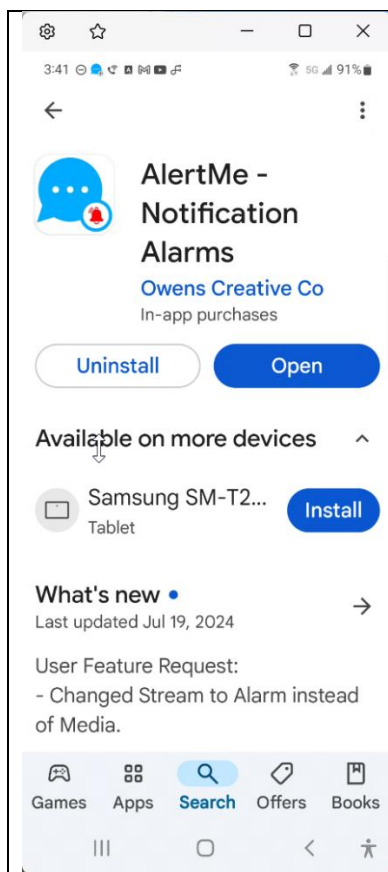 3:41 5G 91%
AlertMe -
Notification
Alarms
Owens Creative Co
In-app purchases
Uninstall Open
Available on more devices
Samsung SM-T2... Install
Tablet
What's new
Last updated Jul 19, 2024
User Feature Request:
- Changed Stream to Alarm instead
of Media.
Games Apps Search Offers Books